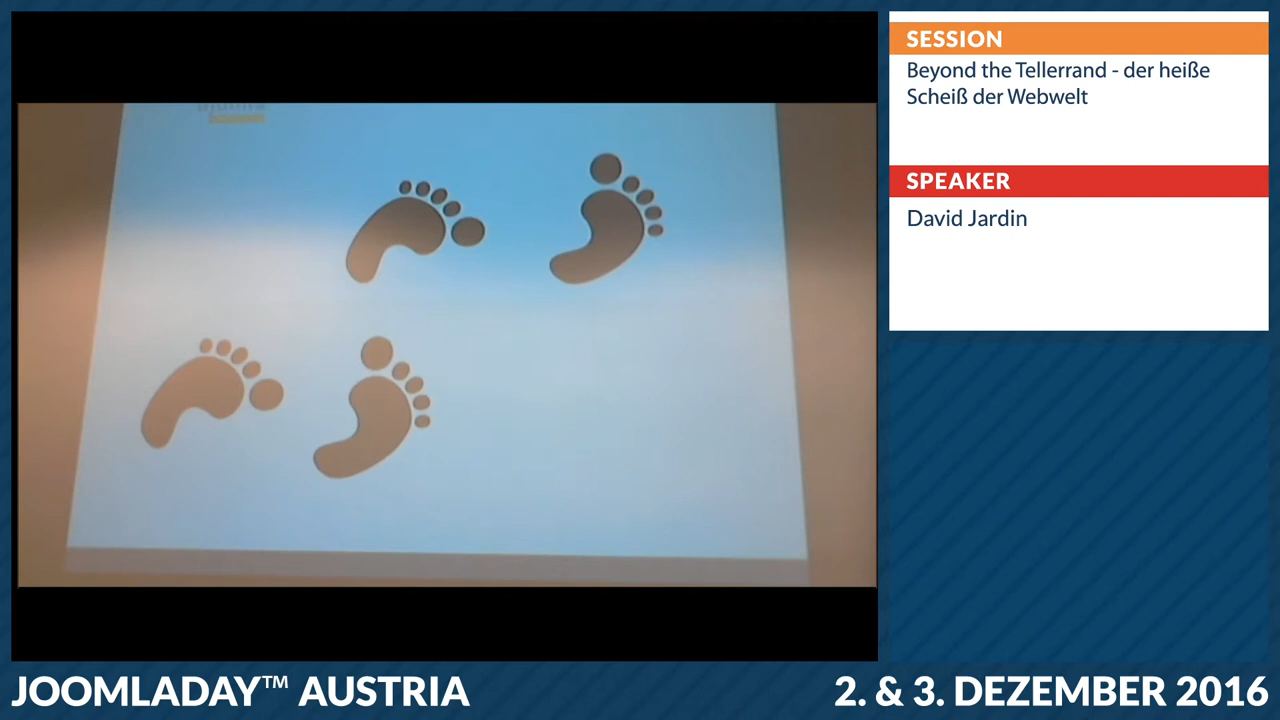 SESSION
Beyond the Tellerrand - der heiße
Scheiß der Webwelt
SPEAKER
David Jardin
JOOMLADAY™ AUSTRIA
2. & 3. DEZEMBER 2016